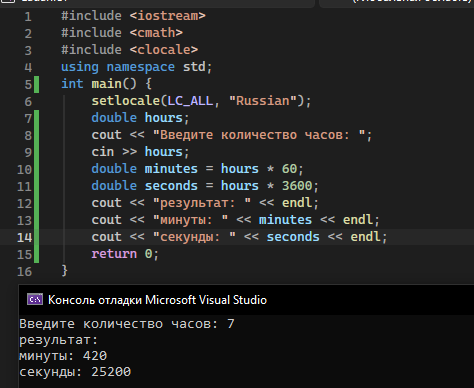 1 #include <iostream>
2 #include <cmath>
3 #include <clocale>
4 using namespace std;
5 int main() {
6 setlocale(LC_ALL, "Russian");
7 double hours;
8 cout << "Введите количество часов: ";
9 cin >> hours;
10 double minutes = hours * 60;
11 double seconds = hours * 3600;
12 cout << "результат: " << endl;
13 cout << "минуты: " << minutes << endl;
14 cout << "секунды: " << seconds << endl;
15 return 0;
16 }
Консоль отладки Microsoft Visual Studio
Введите количество часов: 7
результат:
минуты: 420
секунды: 25200